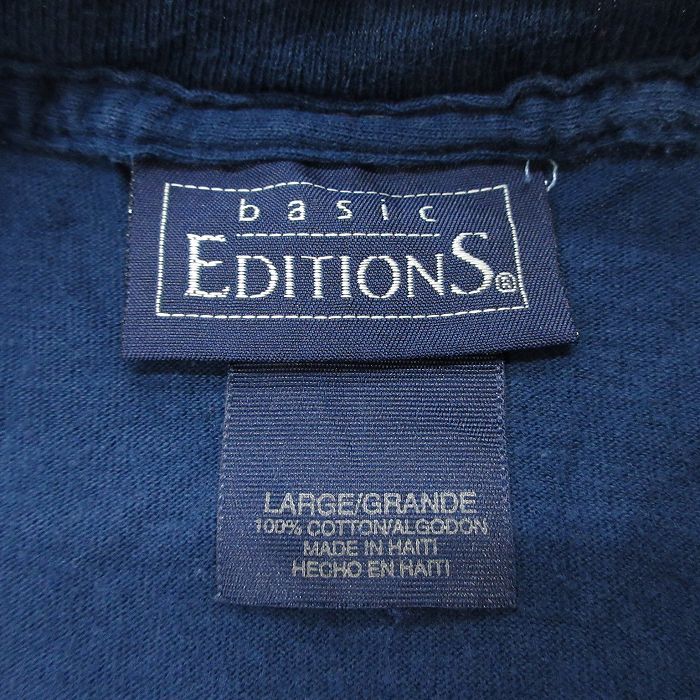 basic
EDITIONS®
LARGE/GRANDE
100% COTTON/ALGODON
MADE IN HAITI
HECHO EN HAITI